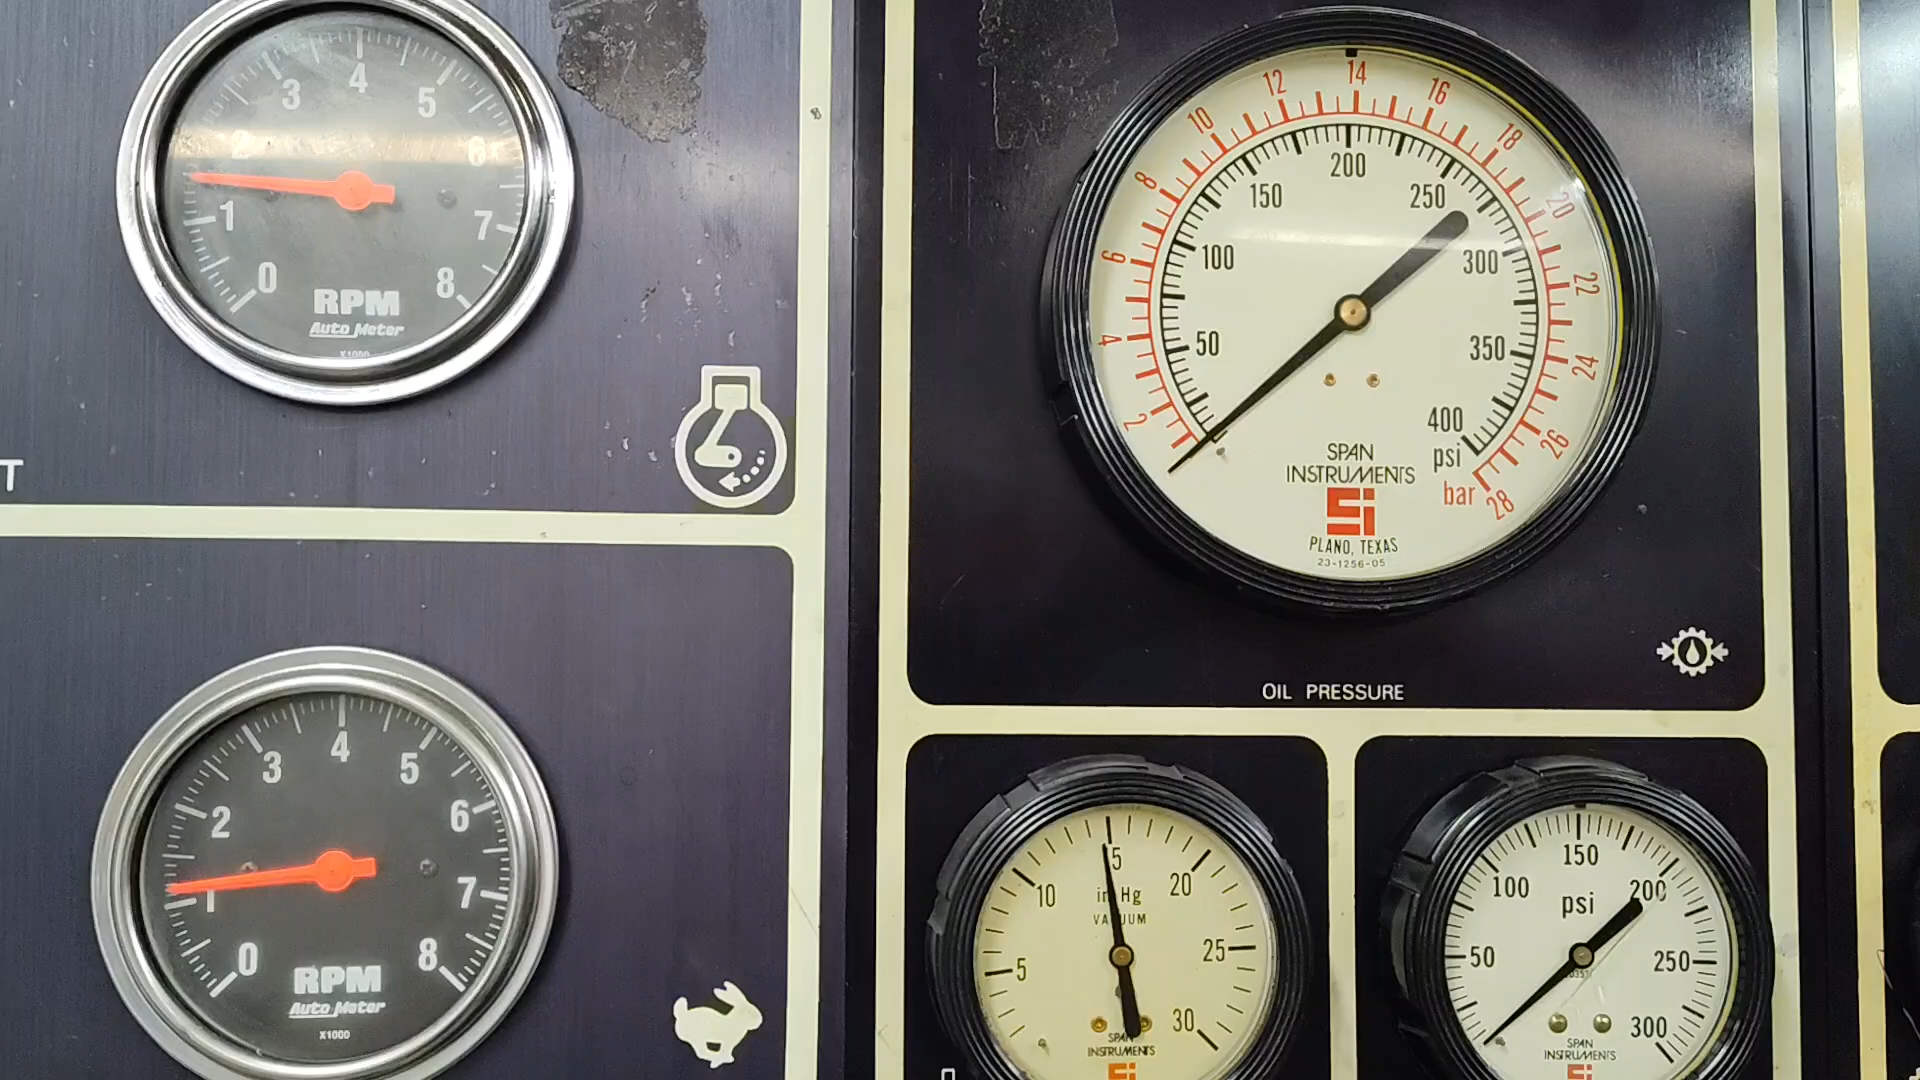 0 1 2 3 4 5 6 7 8
RPM
Auto Meter
X1000
T
0 1 2 3 4 5 6 7 8
RPM
Auto Meter
X1000
2 4 6 8 10 12 14 16 18 20 22 24 26 28
50 100 150 200 250 300 350 400
psi
bar
SPAN
INSTRUMENTS
Si
PLANO, TEXAS
23-1256-05
OIL PRESSURE
5 10 15 20 25 30
in Hg
VACUUM
SPAN
INSTRUMENTS
50 100 150 200 250 300
psi
SPAN
INSTRUMENTS